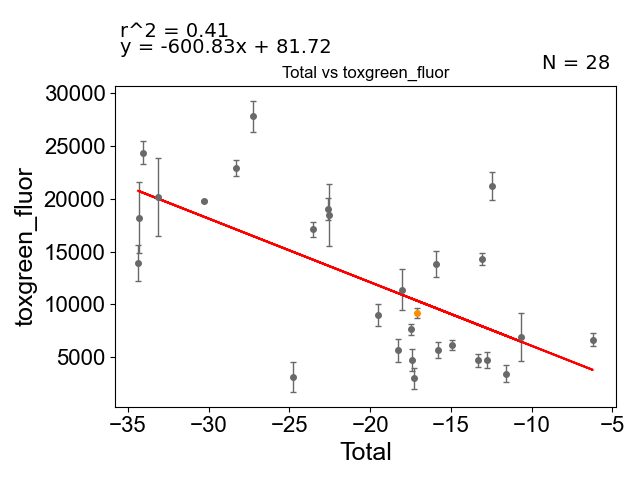 r^2 = 0.41
y = -600.83x + 81.72
N = 28
Total vs toxgreen_fluor
30000
25000
20000
15000
10000
5000
toxgreen_fluor
−35 −30 −25 −20 −15 −10 −5
Total